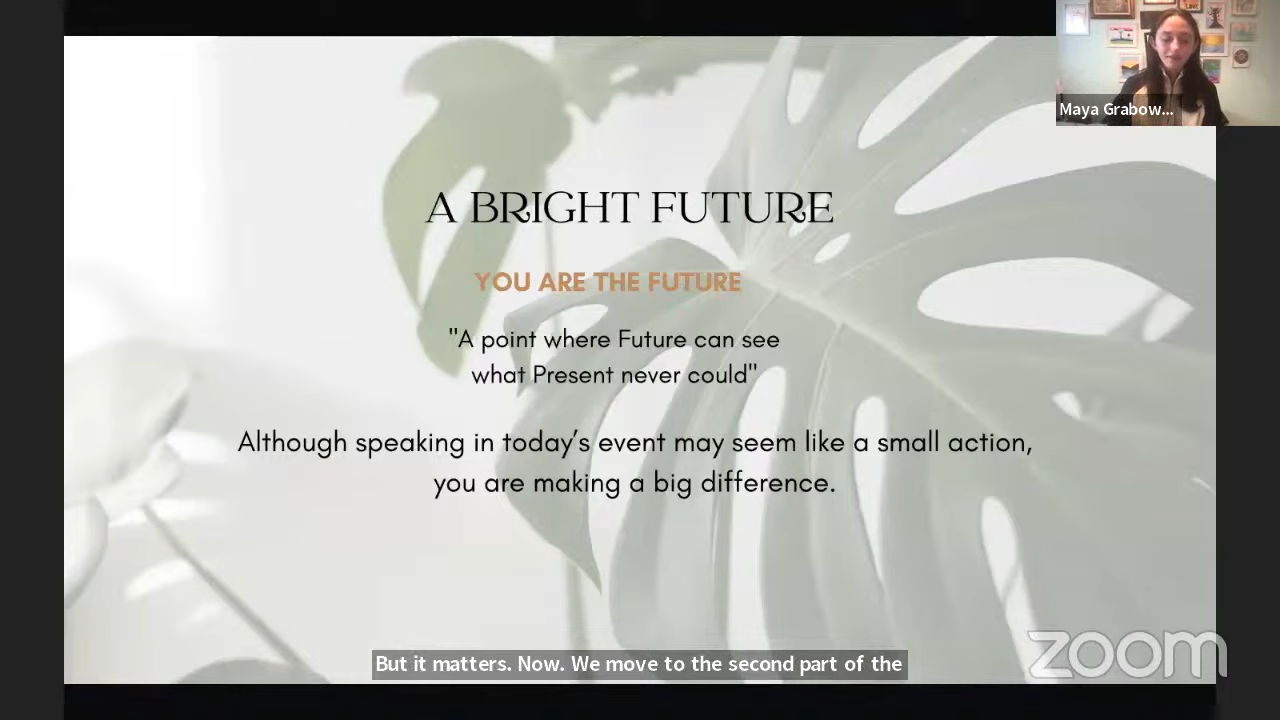 Maya Grabow...
A BRIGHT FUTURE
YOU ARE THE FUTURE
"A point where Future can see
what Present never could"
Although speaking in today’s event may seem like a small action,
you are making a big difference.
But it matters. Now. We move to the second part of the
zoom